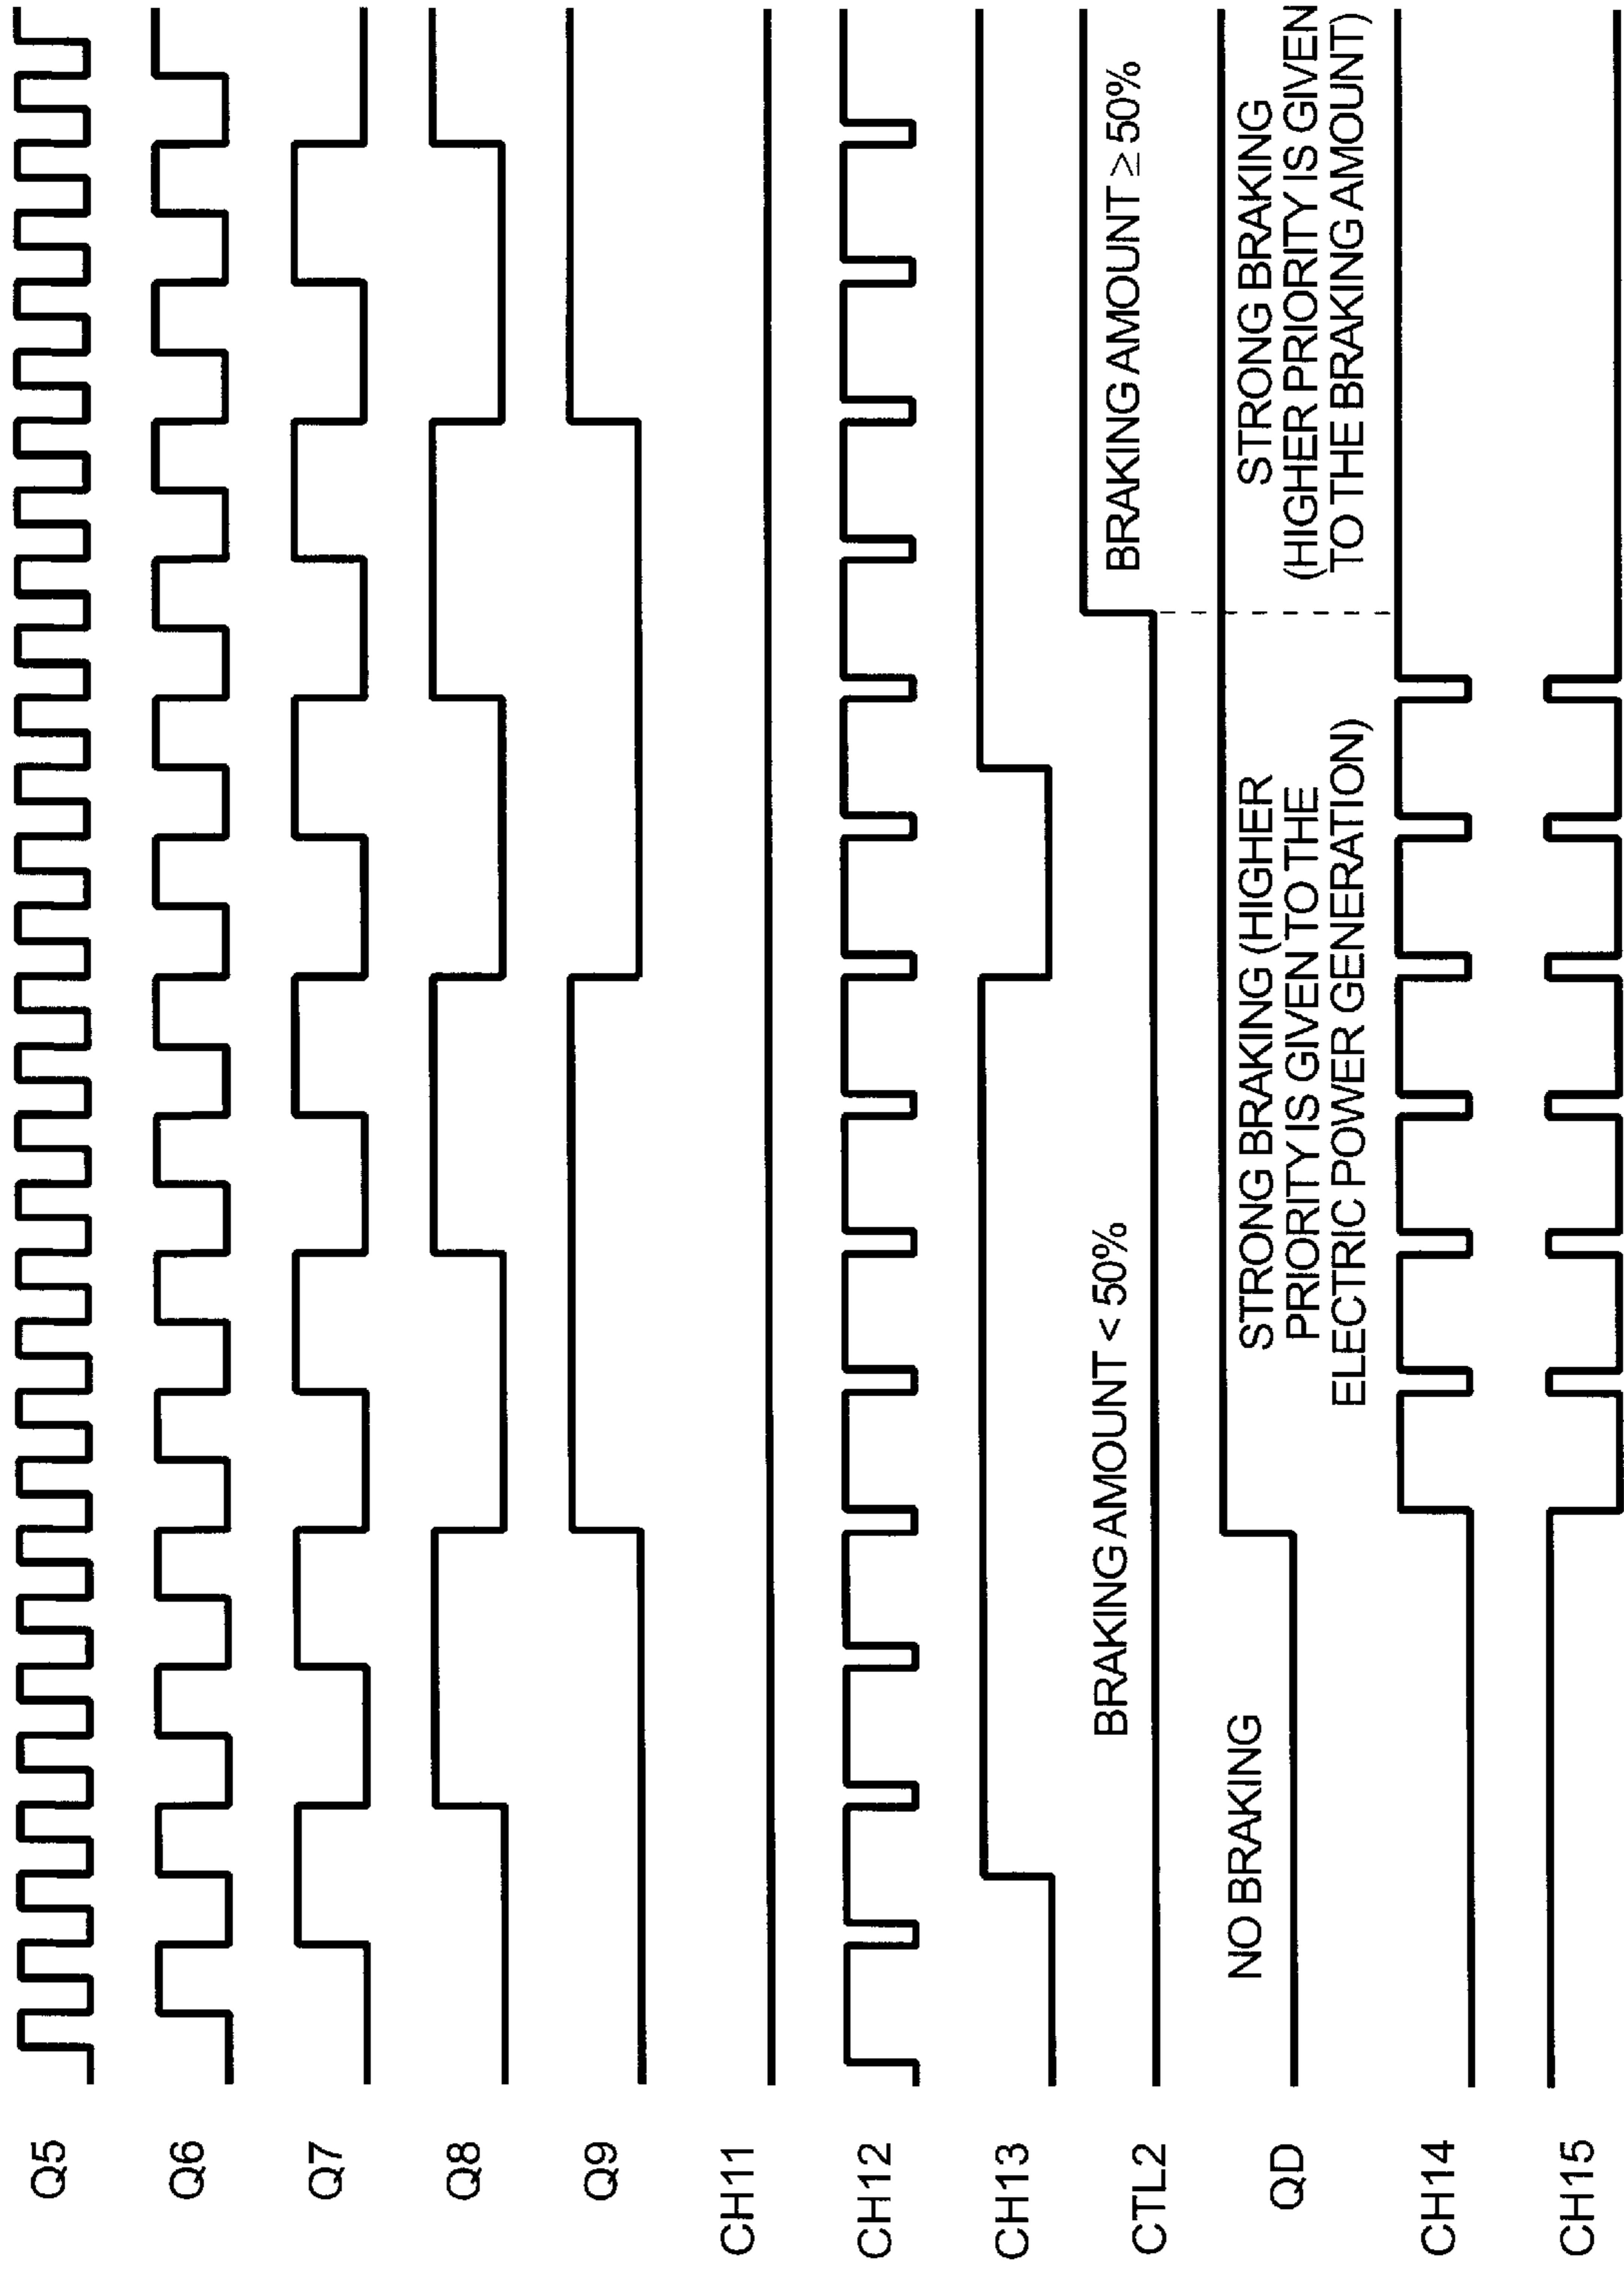 Q5
Q6
Q7
Q8
Q9
CH11
CH12
CH13
CTL2
BRAKING AMOUNT < 50%
BRAKING AMOUNT ≥ 50%
QD
NO BRAKING
STRONG BRAKING (HIGHER
PRIORITY IS GIVEN TO THE
ELECTRIC POWER GENERATION)
STRONG BRAKING
(HIGHER PRIORITY IS GIVEN
TO THE BRAKING AMOUNT)
CH14
CH15